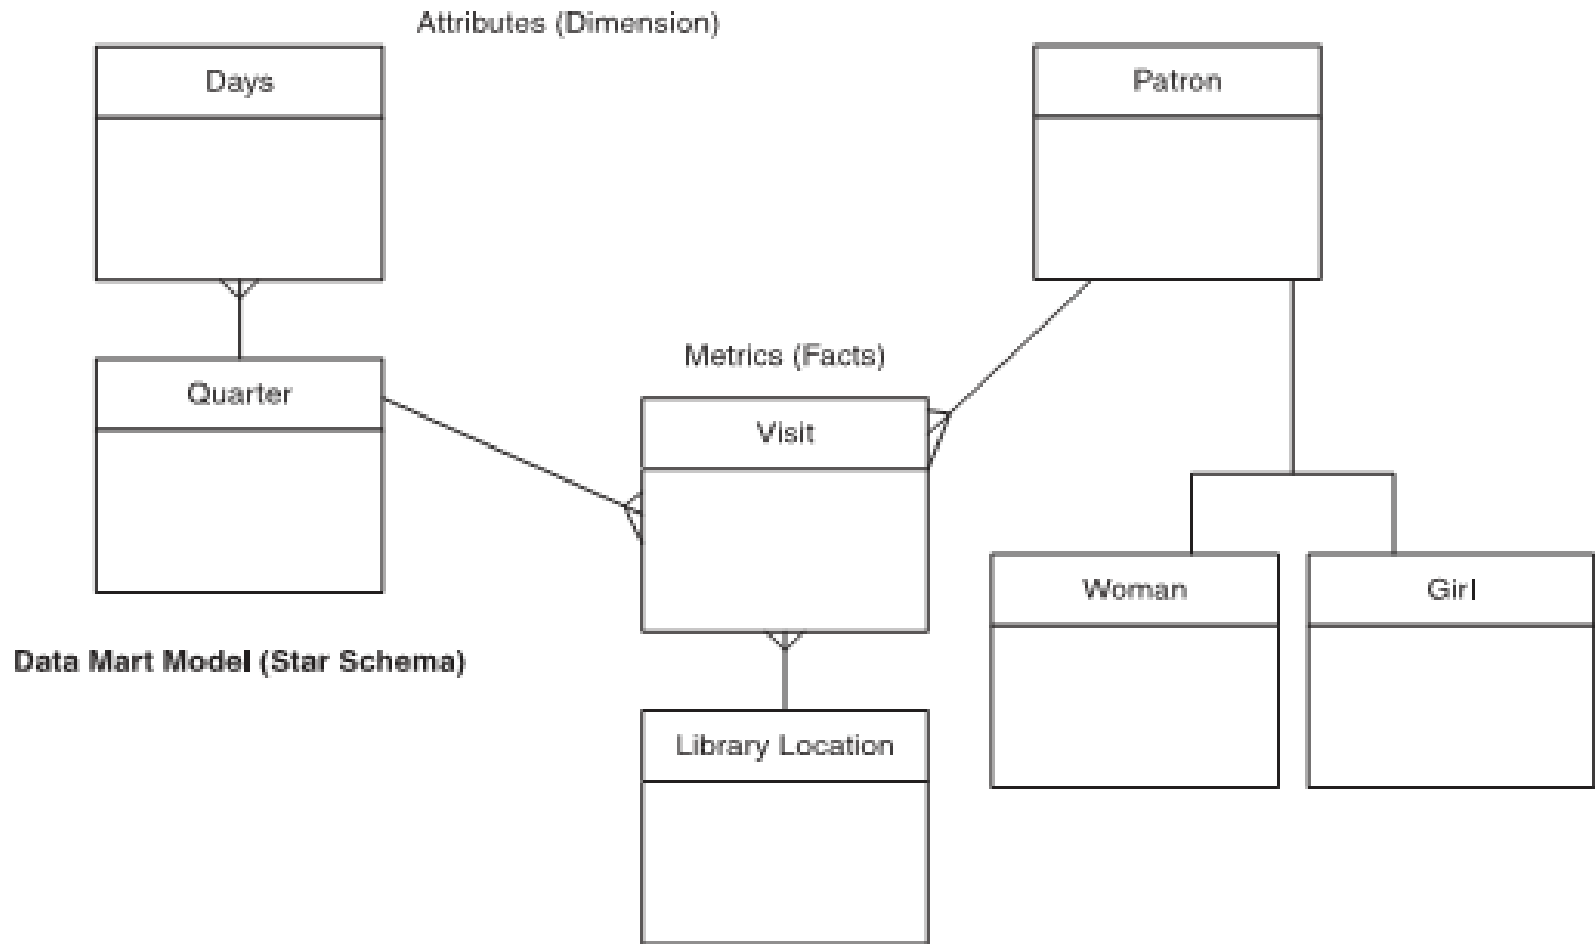 Attributes (Dimension)
Days
Patron
Metrics (Facts)
Quarter
Visit
Woman
Girl
Data Mart Model (Star Schema)
Library Location